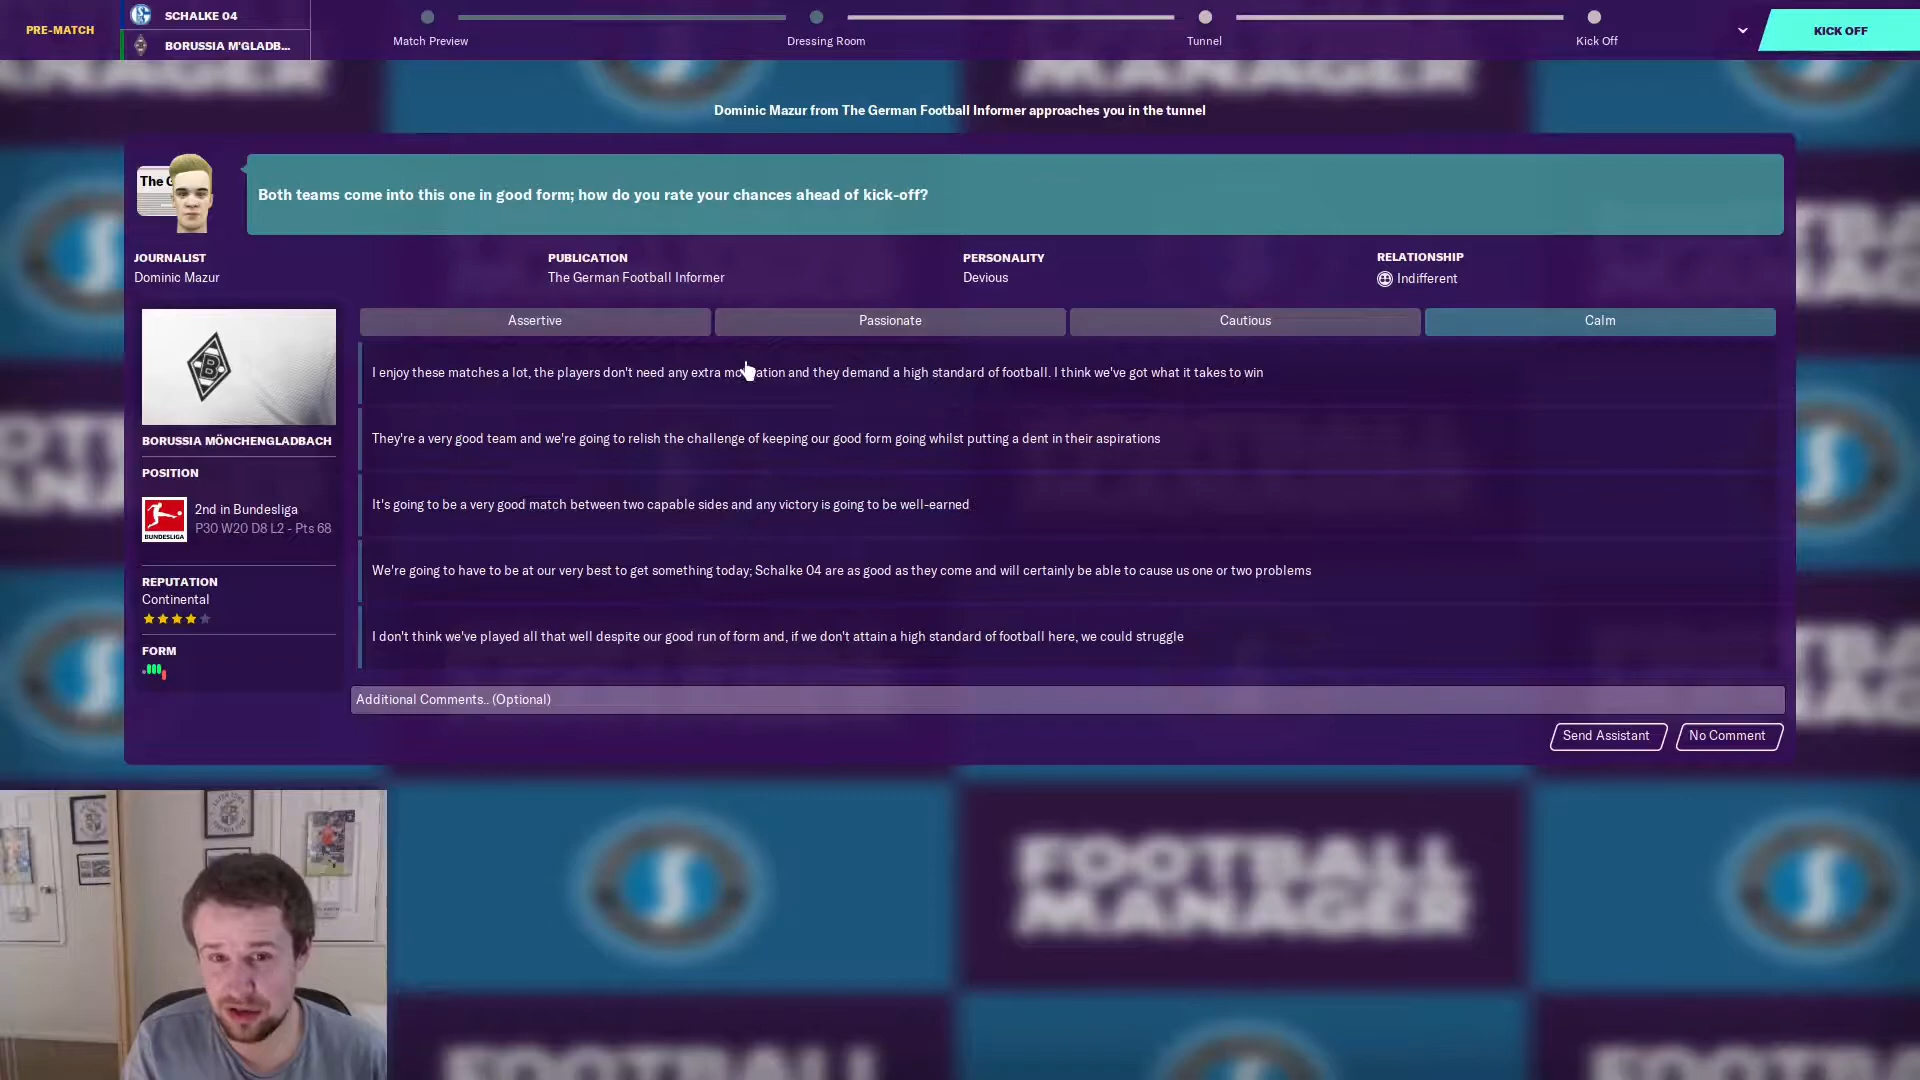 PRE-MATCH
SCHALKE 04
BORUSSIA M'GLADB...
Match Preview
Dressing Room
Tunnel
Kick Off
KICK OFF
Dominic Mazur from The German Football Informer approaches you in the tunnel
The G
Both teams come into this one in good form; how do you rate your chances ahead of kick-off?
JOURNALIST
Dominic Mazur
PUBLICATION
The German Football Informer
PERSONALITY
Devious
RELATIONSHIP
Indifferent
Assertive
Passionate
Cautious
Calm
I enjoy these matches a lot, the players don't need any extra motivation and they demand a high standard of football. I think we've got what it takes to win
They're a very good team and we're going to relish the challenge of keeping our good form going whilst putting a dent in their aspirations
It's going to be a very good match between two capable sides and any victory is going to be well-earned
We're going to have to be at our very best to get something today; Schalke 04 are as good as they come and will certainly be able to cause us one or two problems
I don't think we've played all that well despite our good run of form and, if we don't attain a high standard of football here, we could struggle
B
BORUSSIA MÖNCHENGLADBACH
POSITION
BUNDESLIGA
2nd in Bundesliga
P30 W20 D8 L2 - Pts 68
REPUTATION
Continental
FORM
Additional Comments.. (Optional)
Send Assistant
No Comment
FOOTBALL
MANAGER